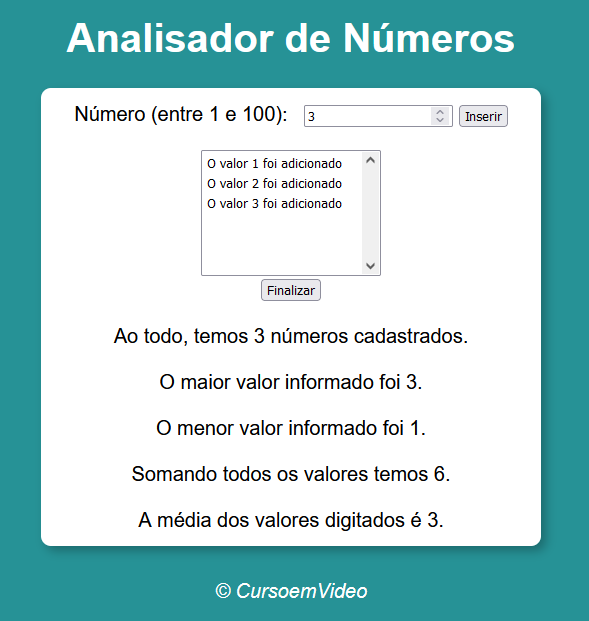 Analisador de Números
Número (entre 1 e 100): 3 Inserir
O valor 1 foi adicionado
O valor 2 foi adicionado
O valor 3 foi adicionado
Finalizar
Ao todo, temos 3 números cadastrados.
O maior valor informado foi 3.
O menor valor informado foi 1.
Somando todos os valores temos 6.
A média dos valores digitados é 3.
© CursoemVideo